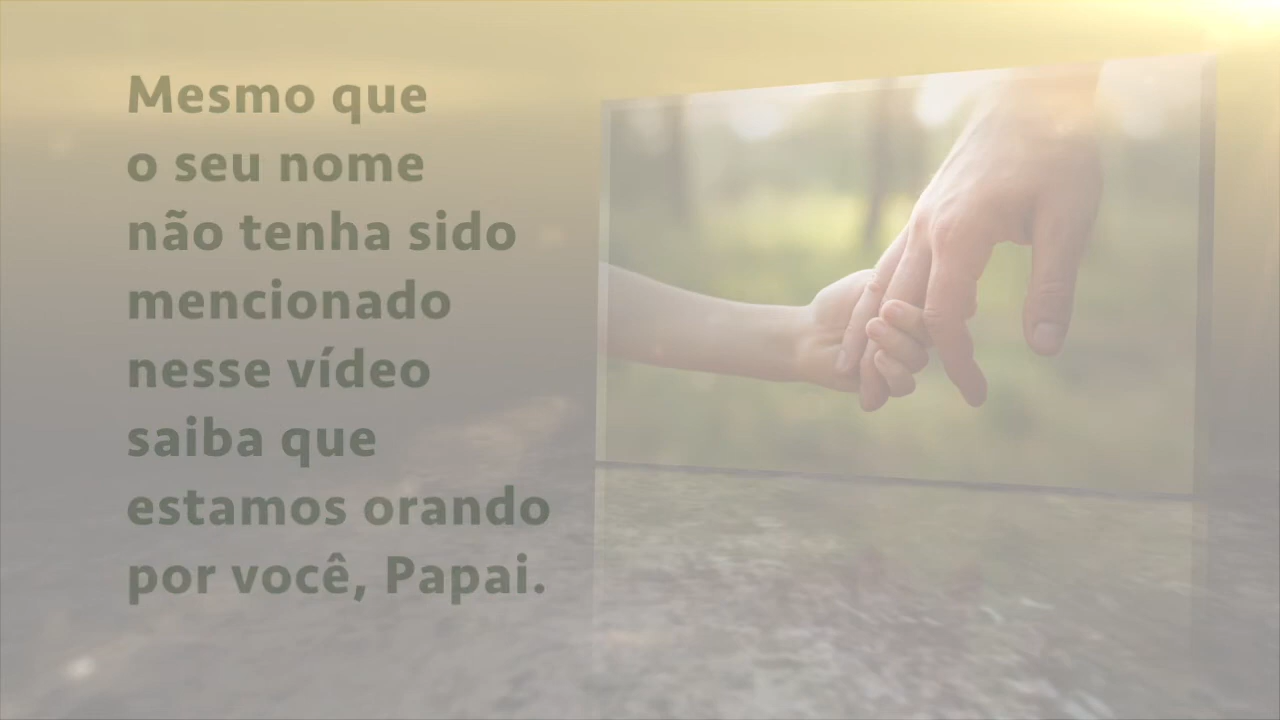 Mesmo que
o seu nome
não tenha sido
mencionado
nesse vídeo
saiba que
estamos orando
por você, Papai.